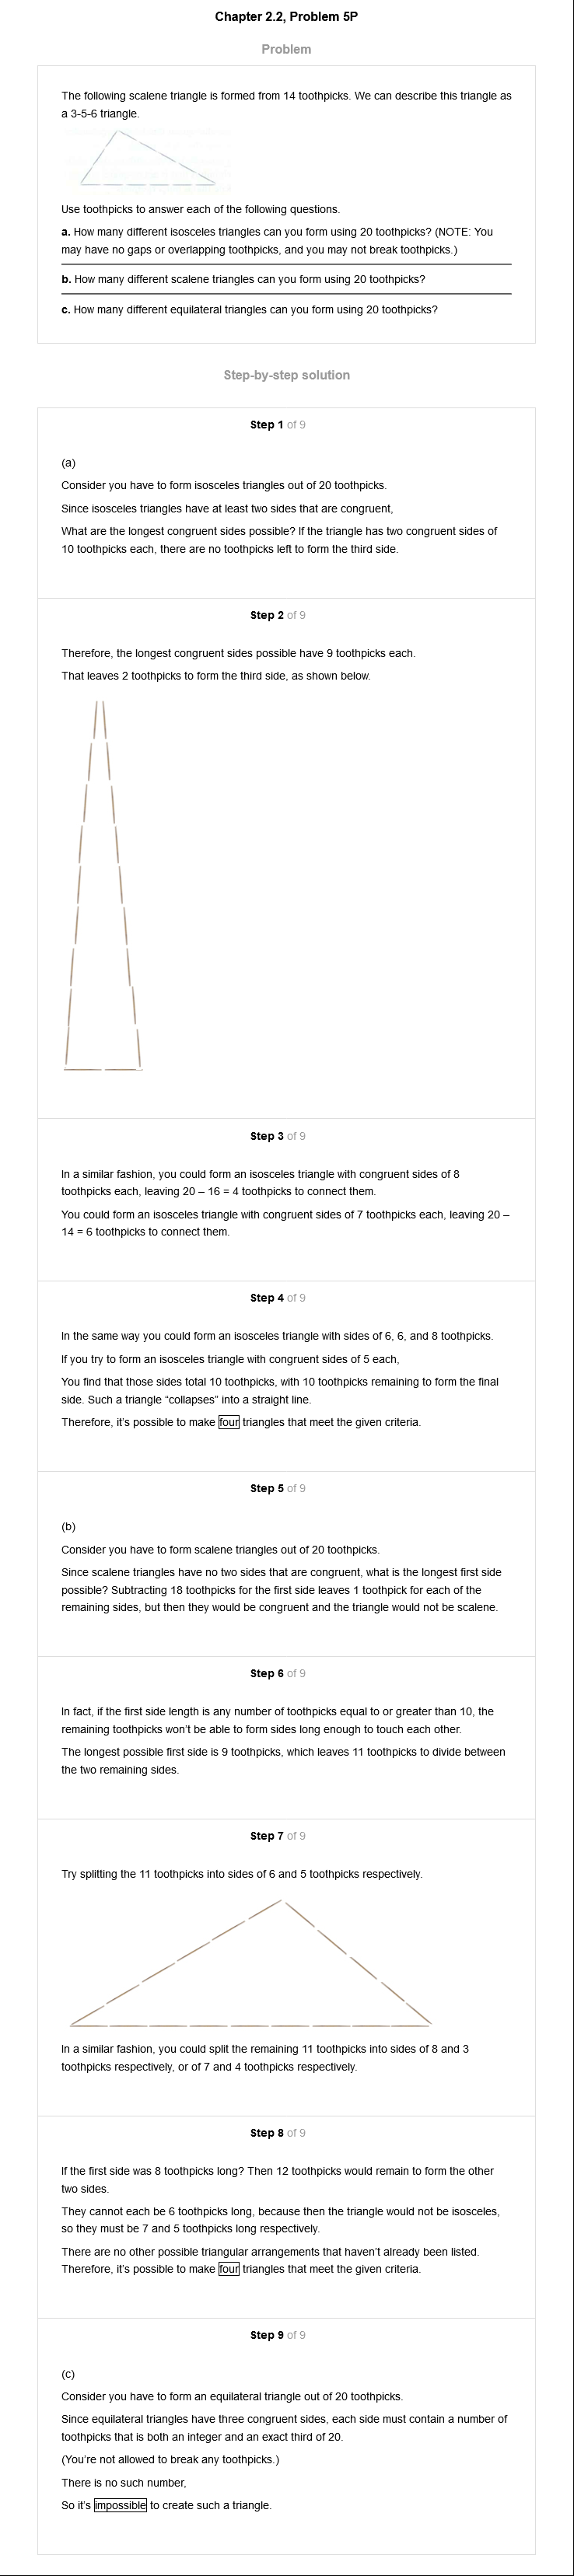 Chapter 2.2, Problem 5P
Problem
The following scalene triangle is formed from 14 toothpicks. We can describe this triangle as
a 3-5-6 triangle.
Use toothpicks to answer each of the following questions.
a. How many different isosceles triangles can you form using 20 toothpicks? (NOTE: You
may have no gaps or overlapping toothpicks, and you may not break toothpicks.)
b. How many different scalene triangles can you form using 20 toothpicks?
c. How many different equilateral triangles can you form using 20 toothpicks?
Step-by-step solution
Step 1 of 9
(a)
Consider you have to form isosceles triangles out of 20 toothpicks.
Since isosceles triangles have at least two sides that are congruent,
What are the longest congruent sides possible? If the triangle has two congruent sides of
10 toothpicks each, there are no toothpicks left to form the third side.
Step 2 of 9
Therefore, the longest congruent sides possible have 9 toothpicks each.
That leaves 2 toothpicks to form the third side, as shown below.
Step 3 of 9
In a similar fashion, you could form an isosceles triangle with congruent sides of 8
toothpicks each, leaving 20 – 16 = 4 toothpicks to connect them.
You could form an isosceles triangle with congruent sides of 7 toothpicks each, leaving 20 –
14 = 6 toothpicks to connect them.
Step 4 of 9
In the same way you could form an isosceles triangle with sides of 6, 6, and 8 toothpicks.
If you try to form an isosceles triangle with congruent sides of 5 each,
You find that those sides total 10 toothpicks, with 10 toothpicks remaining to form the final
side. Such a triangle “collapses” into a straight line.
Therefore, it’s possible to make four triangles that meet the given criteria.
Step 5 of 9
(b)
Consider you have to form scalene triangles out of 20 toothpicks.
Since scalene triangles have no two sides that are congruent, what is the longest first side
possible? Subtracting 18 toothpicks for the first side leaves 1 toothpick for each of the
remaining sides, but then they would be congruent and the triangle would not be scalene.
Step 6 of 9
In fact, if the first side length is any number of toothpicks equal to or greater than 10, the
remaining toothpicks won’t be able to form sides long enough to touch each other.
The longest possible first side is 9 toothpicks, which leaves 11 toothpicks to divide between
the two remaining sides.
Step 7 of 9
Try splitting the 11 toothpicks into sides of 6 and 5 toothpicks respectively.
In a similar fashion, you could split the remaining 11 toothpicks into sides of 8 and 3
toothpicks respectively, or of 7 and 4 toothpicks respectively.
Step 8 of 9
If the first side was 8 toothpicks long? Then 12 toothpicks would remain to form the other
two sides.
They cannot each be 6 toothpicks long, because then the triangle would not be isosceles,
so they must be 7 and 5 toothpicks long respectively.
There are no other possible triangular arrangements that haven’t already been listed.
Therefore, it’s possible to make four triangles that meet the given criteria.
Step 9 of 9
(c)
Consider you have to form an equilateral triangle out of 20 toothpicks.
Since equilateral triangles have three congruent sides, each side must contain a number of
toothpicks that is both an integer and an exact third of 20.
(You’re not allowed to break any toothpicks.)
There is no such number,
So it’s impossible to create such a triangle.